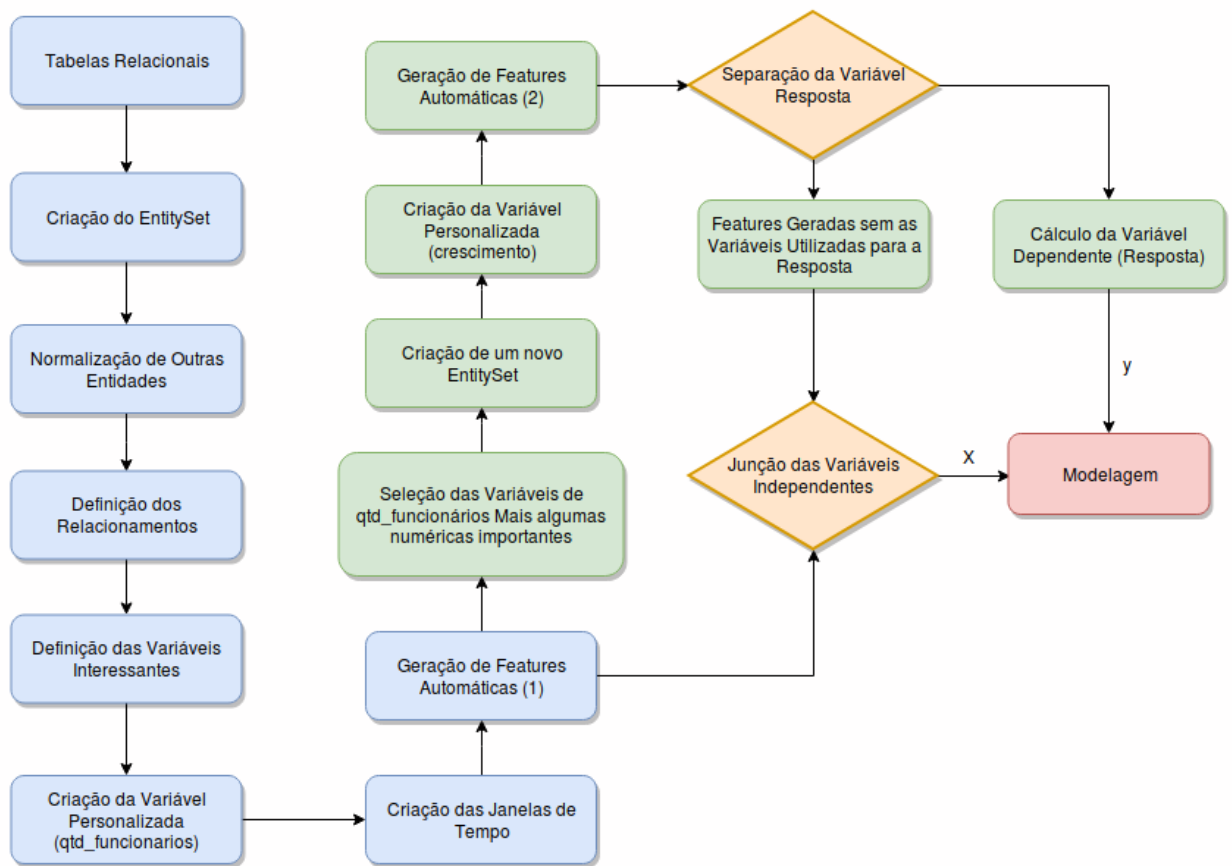 Tabelas Relacionais
Criação do EntitySet
Normalização de Outras
Entidades
Definição dos
Relacionamentos
Definição das Variáveis
Interessantes
Criação da Variável
Personalizada
(qtd_funcionarios)
Criação das Janelas de
Tempo
Geração de Features
Automáticas (1)
Seleção das Variáveis de
qtd_funcionários Mais algumas
numéricas importantes
Criação de um novo
EntitySet
Criação da Variável
Personalizada
(crescimento)
Geração de Features
Automáticas (2)
Separação da Variável
Resposta
Features Geradas sem as
Variáveis Utilizadas para a
Resposta
Cálculo da Variável
Dependente (Resposta)
y
Junção das Variáveis
Independentes
X
Modelagem